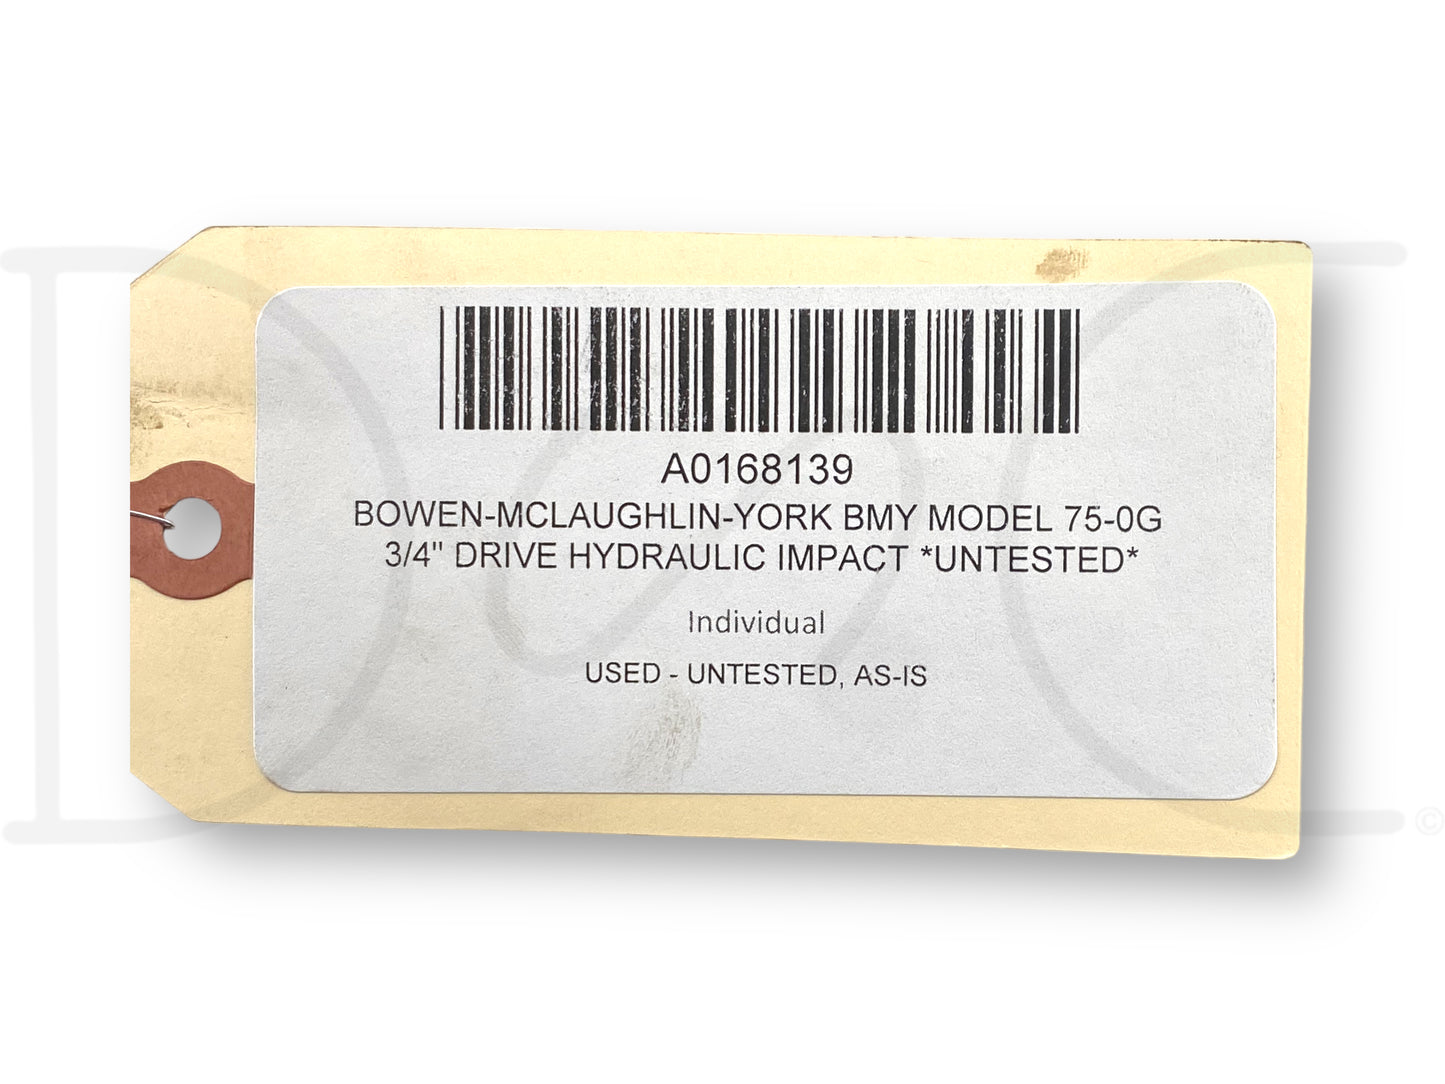 A0168139
BOWEN-MCLAUGHLIN-YORK BMY MODEL 75-0G
3/4" DRIVE HYDRAULIC IMPACT *UNTESTED*
Individual
USED - UNTESTED, AS-IS